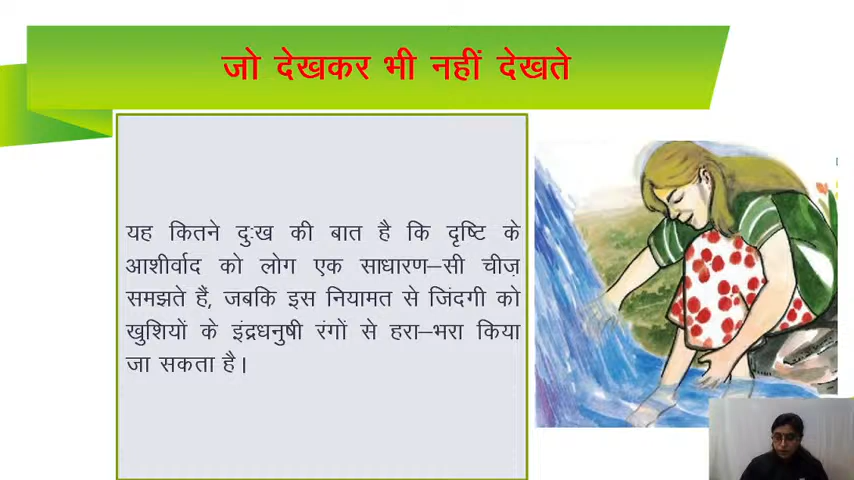 जो देखकर भी नहीं देखते
यह कितने दुःख की बात है कि दृष्टि के
आशीर्वाद को लोग एक साधारण–सी चीज़
समझते हैं, जबकि इस नियामत से जिंदगी को
खुशियों के इंद्रधनुषी रंगों से हरा–भरा किया
जा सकता है।